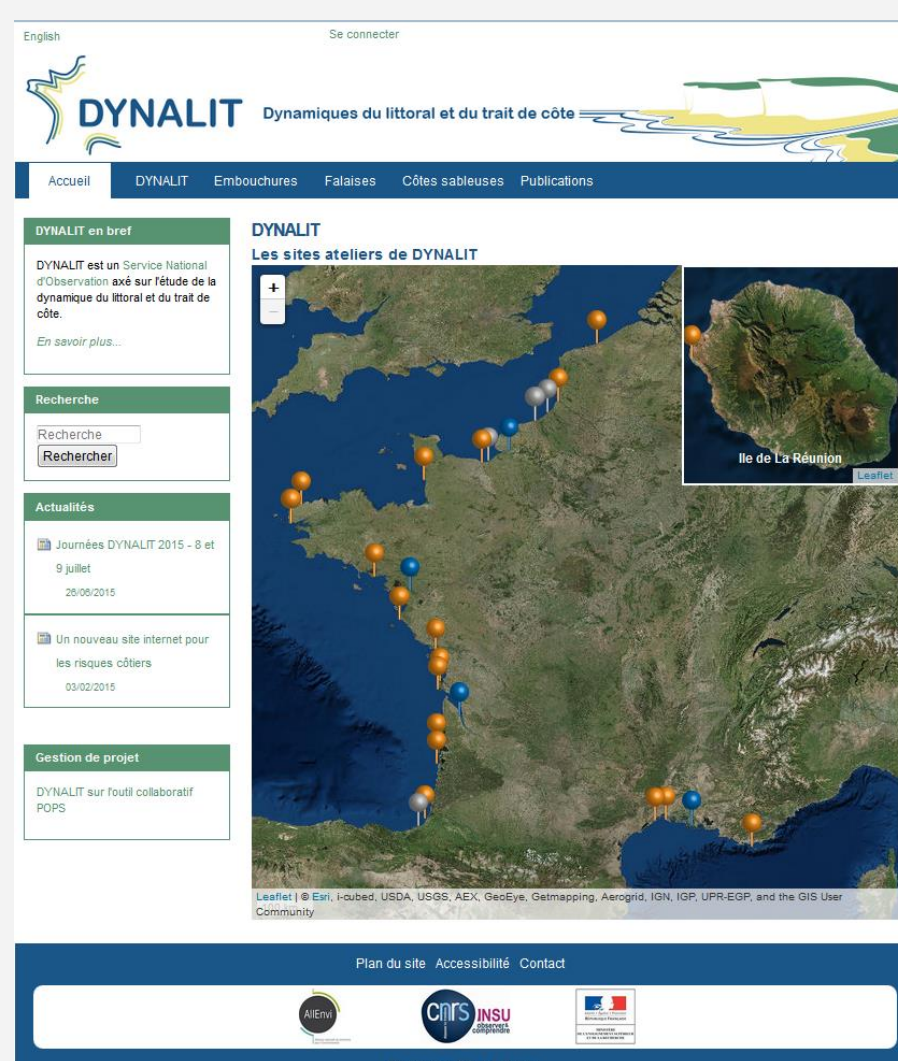 English
Se connecter
DYNALIT
Dynamiques du littoral et du trait de côte
Accueil DYNALIT Embouchures Falaises Côtes sableuses Publications
DYNALIT en bref
DYNALIT est un Service National
d'Observation axé sur l'étude de la
dynamique du littoral et du trait de
côte.
En savoir plus...
Recherche
Recherche
Rechercher
Actualités
Journées DYNALIT 2015 - 8 et
9 juillet
26/06/2015
Un nouveau site internet pour
les risques côtiers
03/02/2015
Gestion de projet
DYNALIT sur l'outil collaboratif
POPS
DYNALIT
Les sites ateliers de DYNALIT
+
−
Ile de La Réunion
Leaflet
Leaflet | © Esri, i-cubed, USDA, USGS, AEX, GeoEye, Getmapping, Aerogrid, IGN, IGP, UPR-EGP, and the GIS User
Community
Plan du site Accessibilité Contact
AllEnvi
cnrs INSU
observer &
comprendre